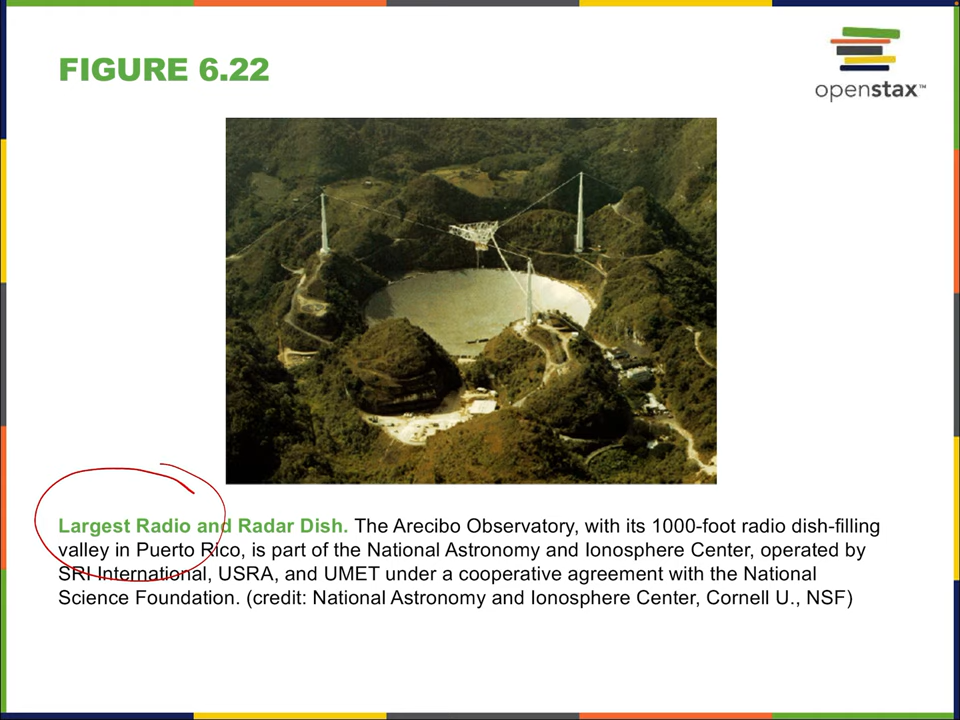 FIGURE 6.22
openstax™
Largest Radio and Radar Dish. The Arecibo Observatory, with its 1000-foot radio dish-filling
valley in Puerto Rico, is part of the National Astronomy and Ionosphere Center, operated by
SRI International, USRA, and UMET under a cooperative agreement with the National
Science Foundation. (credit: National Astronomy and Ionosphere Center, Cornell U., NSF)